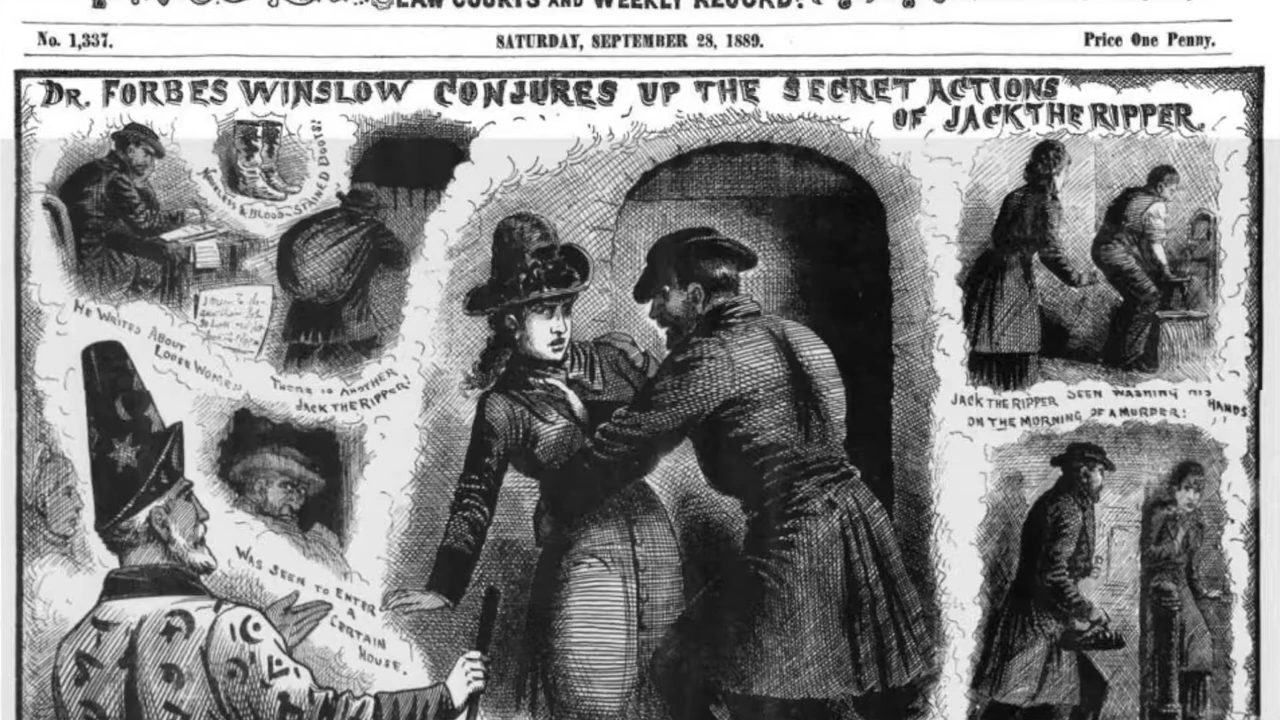 LAW COURTS AND WEEKLY RECORD.
No. 1,337.
SATURDAY, SEPTEMBER 28, 1889.
Price One Penny.
DR. FORBES WINSLOW CONJURES UP THE SECRET ACTIONS
OF JACK THE RIPPER.
& BLOOD-STAINED BOOTS!
HE WRITES ABOUT
LOOSE WOMEN
THERE IS ANOTHER
JACK THE RIPPER!
WAS SEEN TO ENTER
A
CERTAIN
HOUSE.
JACK THE RIPPER SEEN WASHING HIS
HANDS
ON THE MORNING OF A MURDER: